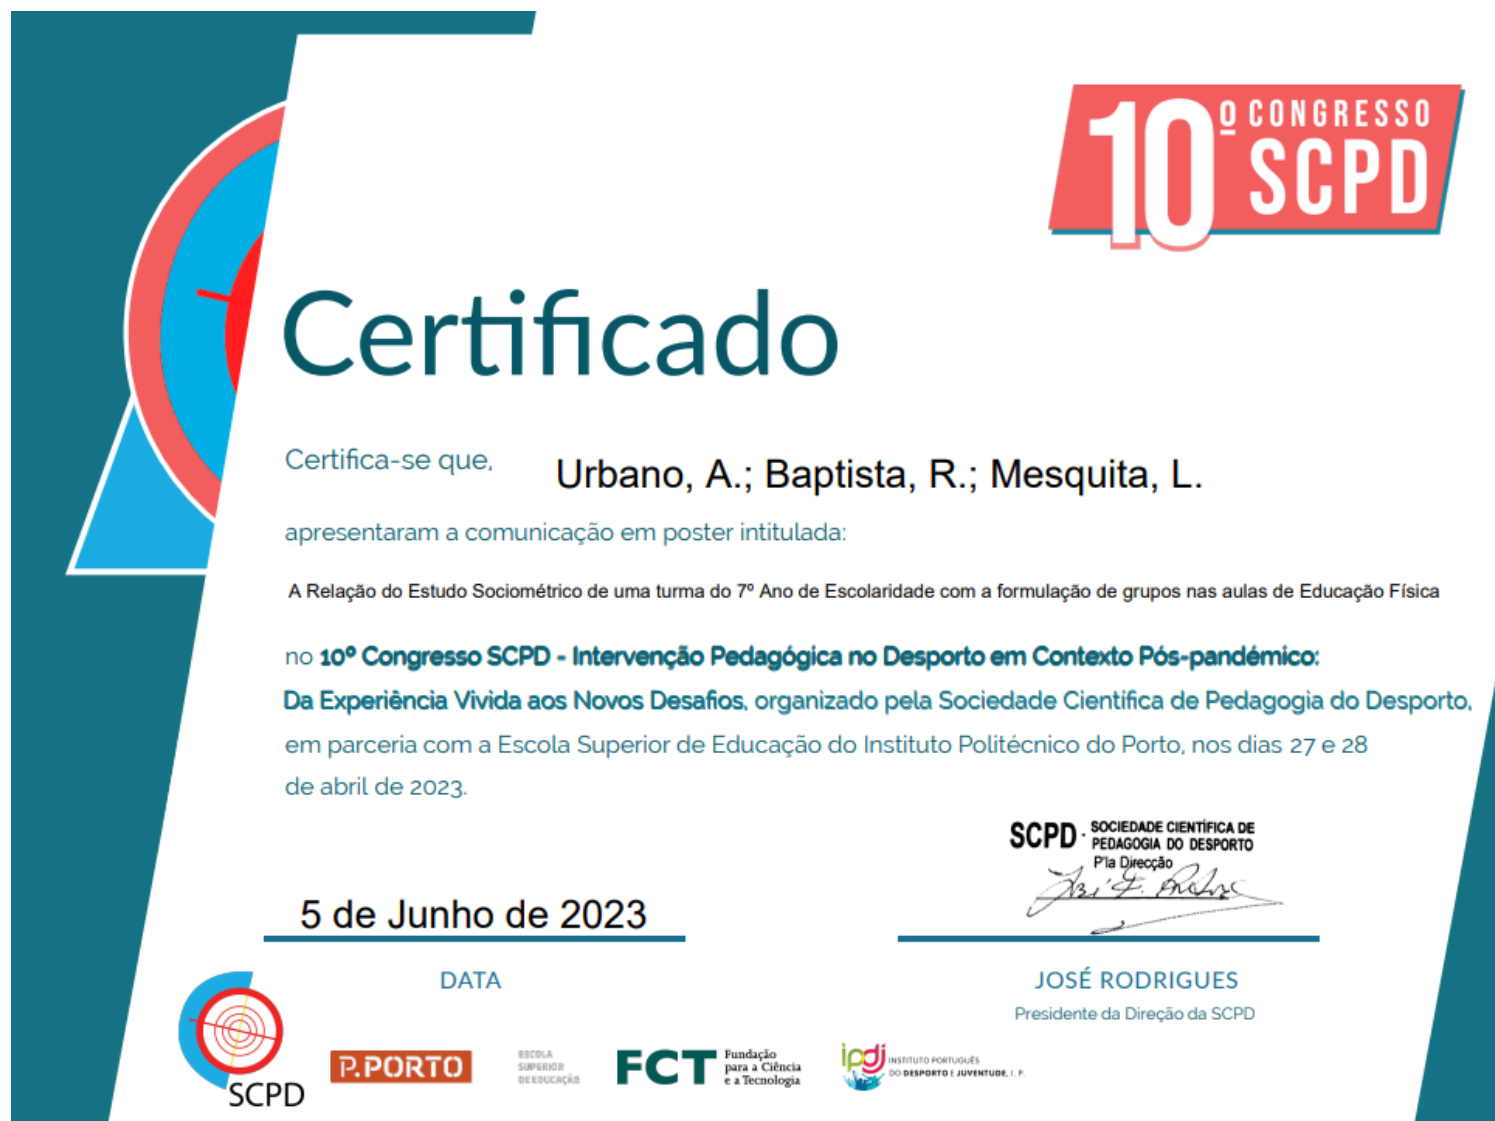 10º CONGRESSO
SCPD
Certificado
Certifica-se que, Urbano, A.; Baptista, R.; Mesquita, L.
apresentaram a comunicação em poster intitulada:
A Relação do Estudo Sociométrico de uma turma do 7º Ano de Escolaridade com a formulação de grupos nas aulas de Educação Física
no 10º Congresso SCPD - Intervenção Pedagógica no Desporto em Contexto Pós-pandémico:
Da Experiência Vivida aos Novos Desafios, organizado pela Sociedade Científica de Pedagogia do Desporto,
em parceria com a Escola Superior de Educação do Instituto Politécnico do Porto, nos dias 27 e 28
de abril de 2023.
SCPD - SOCIEDADE CIENTÍFICA DE
PEDAGOGIA DO DESPORTO
P'la Direcção
5 de Junho de 2023
DATA
JOSÉ RODRIGUES
Presidente da Direção da SCPD
SCPD
P.PORTO
ESCOLA
SUPERIOR
DE EDUCAÇÃO
FCT
Fundação
para a Ciência
e a Tecnologia
ipdj
INSTITUTO PORTUGUÊS
DO DESPORTO E JUVENTUDE, I. P.